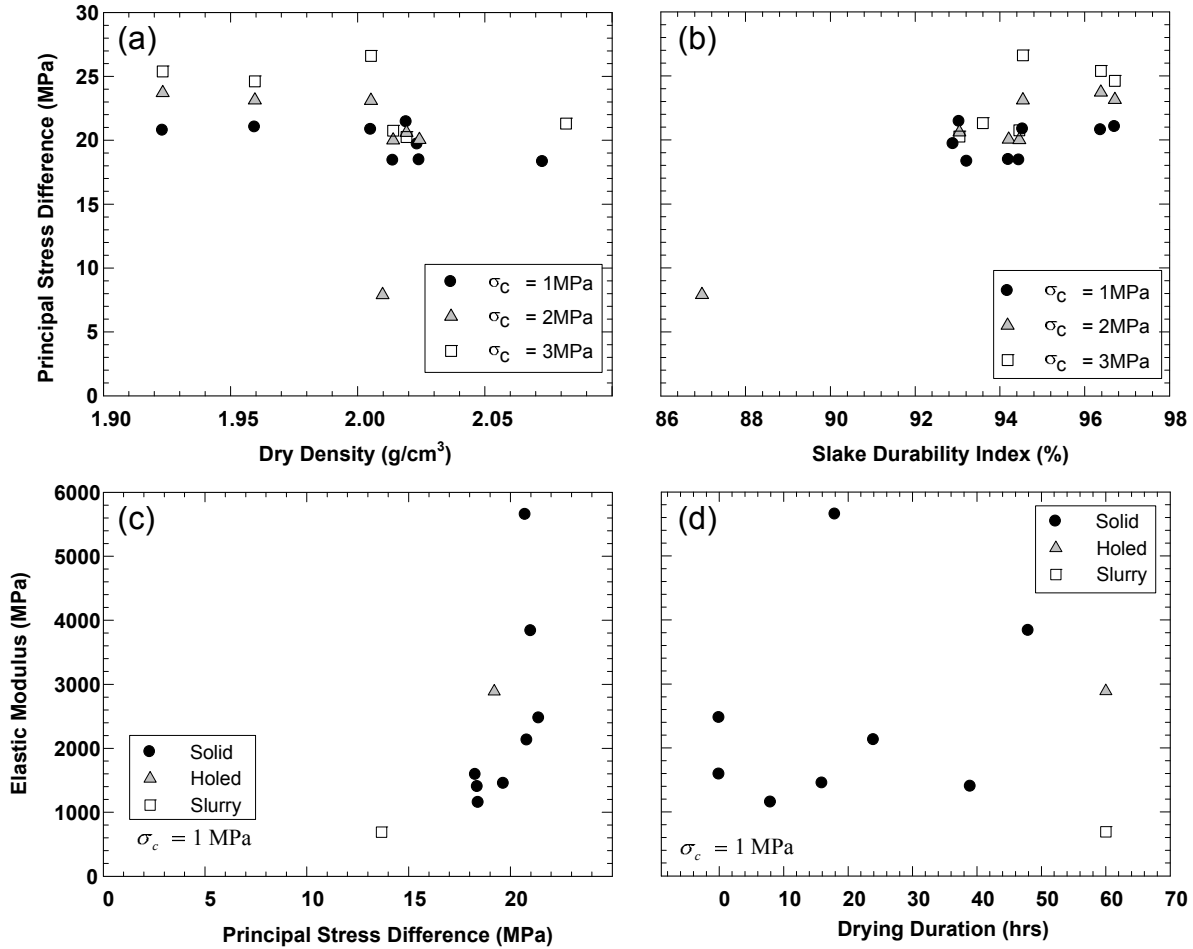 (a)
30
25
20
15
10
5
0
Principal Stress Difference (MPa)
σC = 1MPa
σC = 2MPa
σC = 3MPa
1.90 1.95 2.00 2.05
Dry Density (g/cm³)
(b)
σC = 1MPa
σC = 2MPa
σC = 3MPa
86 88 90 92 94 96 98
Slake Durability Index (%)
(c)
6000
5000
4000
3000
2000
1000
0
Elastic Modulus (MPa)
Solid
Holed
Slurry
σc = 1 MPa
0 5 10 15 20
Principal Stress Difference (MPa)
(d)
Solid
Holed
Slurry
σc = 1 MPa
0 20 40 60 70
Drying Duration (hrs)